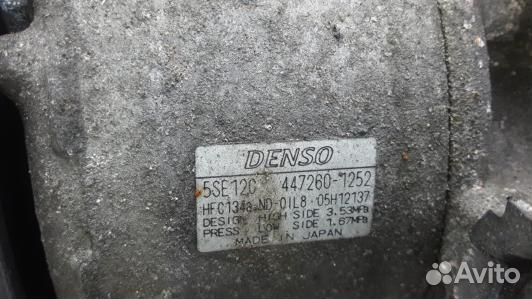 DENSO
5SE12C 447260-1252
HFC134a ND-OIL8 05H12137
DESIGN HIGH SIDE 3.53MPa
PRESS. LOW SIDE 1.67MPa
MADE IN JAPAN
Avito